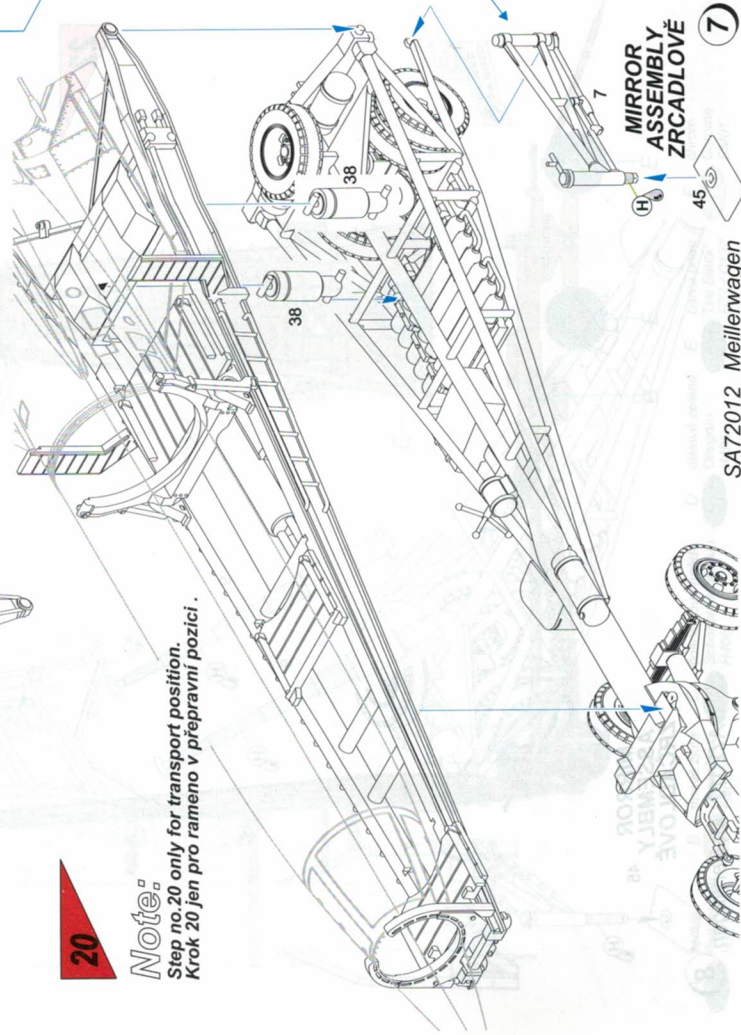 20
Note:
Step no.20 only for transport position.
Krok 20 jen pro rameno v přepravní pozici .
38
38
7
H
45
MIRROR
ASSEMBLY
ZRCADLOVĚ
SA72012 Meillerwagen
7